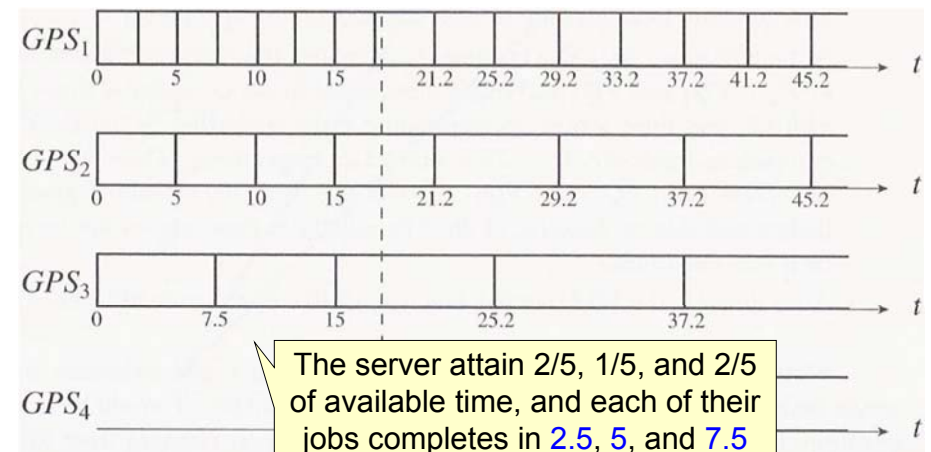 GPS1
0 5 10 15 21.2 25.2 29.2 33.2 37.2 41.2 45.2 t
GPS2
0 5 10 15 21.2 29.2 37.2 45.2 t
GPS3
0 7.5 15 25.2 37.2 t
The server attain 2/5, 1/5, and 2/5
of available time, and each of their
jobs completes in 2.5, 5, and 7.5
GPS4
t